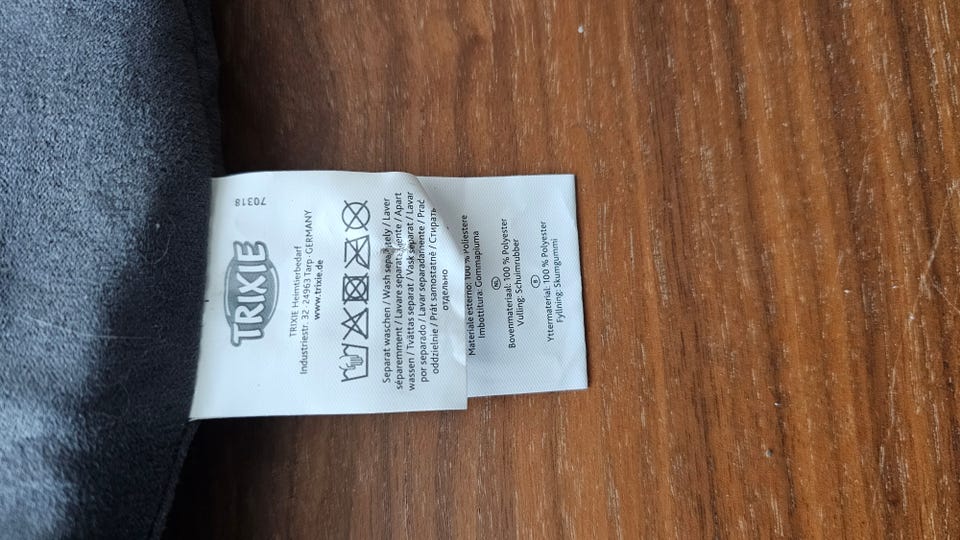 70318
TRIXIE
TRIXIE Heimtierbedarf
Industriestr. 32 · 24963 Tarp · GERMANY
www.trixie.de
Separat waschen / Wash separately / Laver
séparemment / Lavare separatamente / Apart
wassen / Tvättas separat / Vask separat / Lavar
por separado / Lavar separadamente / Prać
oddzielnie / Prát samostatně / Стирать
отдельно
Materiale esterno: 100 % Poliestere
Imbottitura: Gommapiuma
NL
Bovenmateriaal: 100 % Polyester
Vulling: Schuimrubber
S
Yttermaterial: 100 % Polyester
Fyllning: Skumgummi